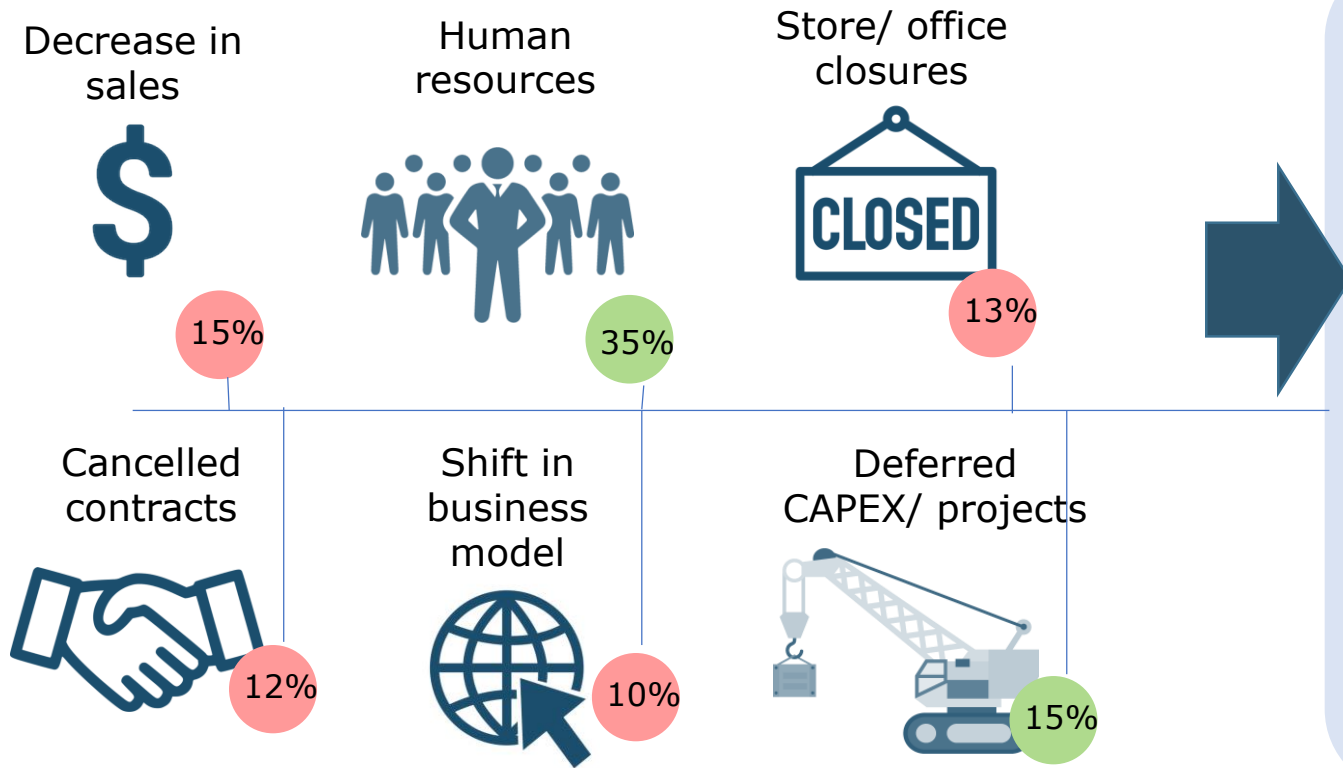 Decrease in
sales
Human
resources
Store/ office
closures
CLOSED
15%
35%
13%
Cancelled
contracts
Shift in
business
model
Deferred
CAPEX/ projects
12%
10%
15%